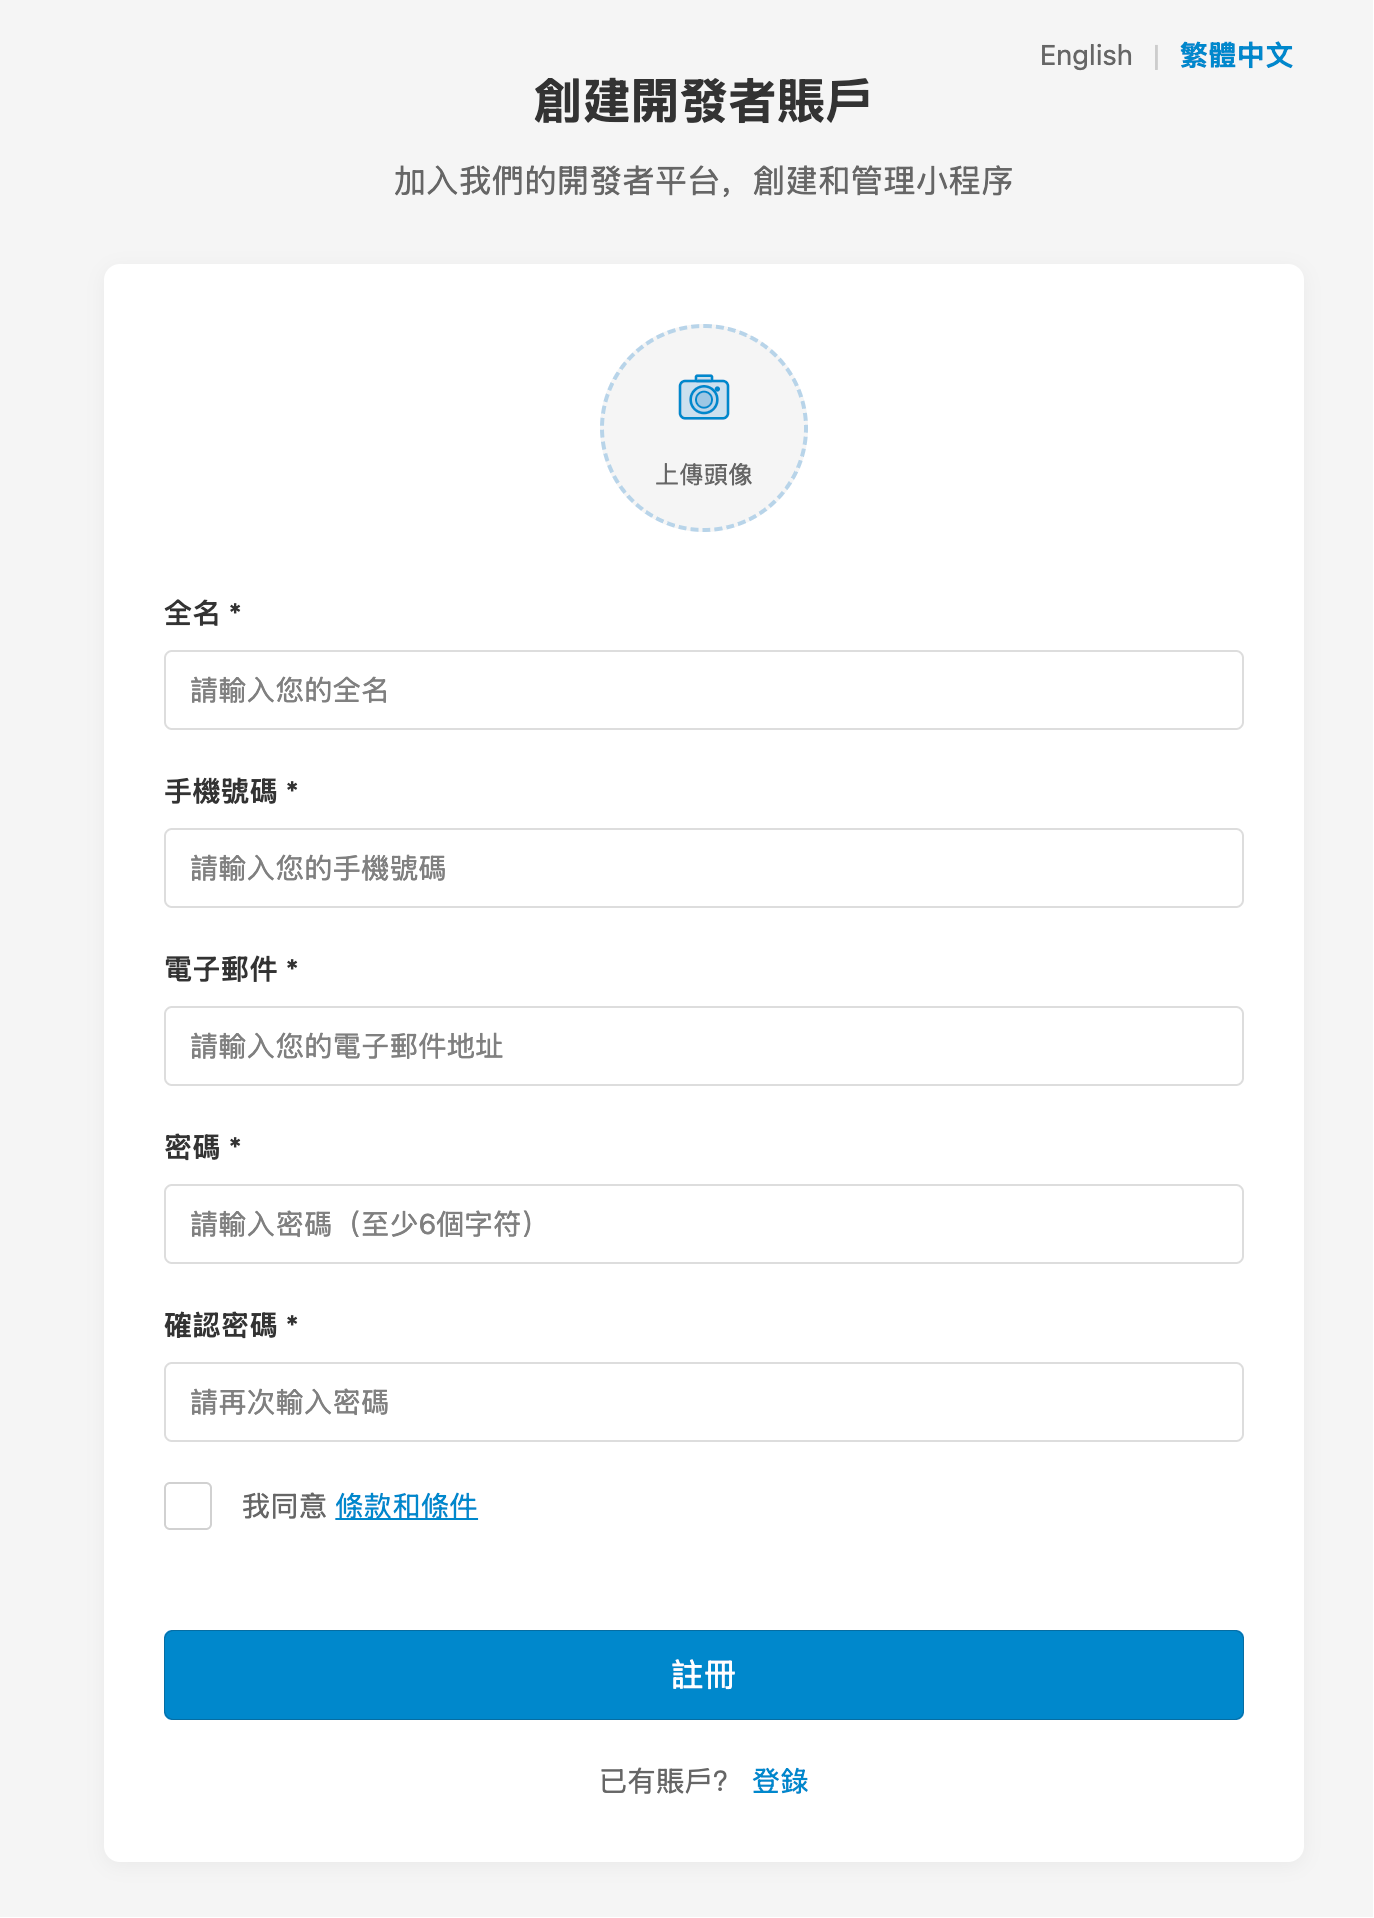 English | 繁體中文
創建開發者賬戶
加入我們的開發者平台，創建和管理小程序
上傳頭像
全名 *
請輸入您的全名
手機號碼 *
請輸入您的手機號碼
電子郵件 *
請輸入您的電子郵件地址
密碼 *
請輸入密碼（至少6個字符）
確認密碼 *
請再次輸入密碼
我同意 條款和條件
註冊
已有賬戶? 登錄